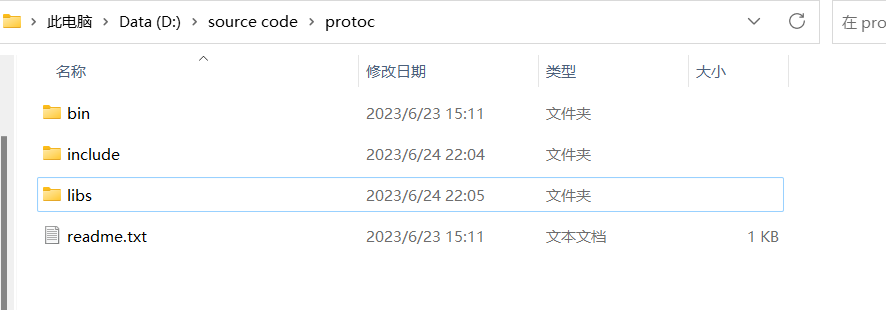 此电脑 > Data (D:) > source code > protoc 在 pro
名称 修改日期 类型 大小
bin 2023/6/23 15:11 文件夹
include 2023/6/24 22:04 文件夹
libs 2023/6/24 22:05 文件夹
readme.txt 2023/6/23 15:11 文本文档 1 KB